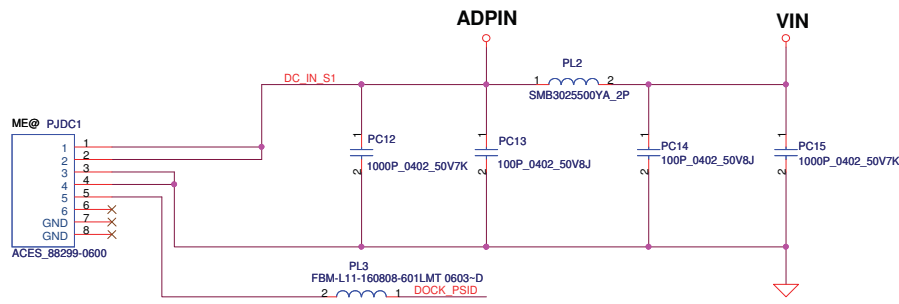 ADPIN
VIN
DC_IN_S1
PL2
1 2
SMB3025500YA_2P
ME@ PJDC1
1 1
2 2
3 3
4 4
5 5
6 6
GND 7
GND 8
ACES_88299-0600
1
PC12
1000P_0402_50V7K
2
1
PC13
100P_0402_50V8J
2
1
PC14
100P_0402_50V8J
2
1
PC15
1000P_0402_50V7K
2
PL3
FBM-L11-160808-601LMT 0603~D
2 1
DOCK_PSID